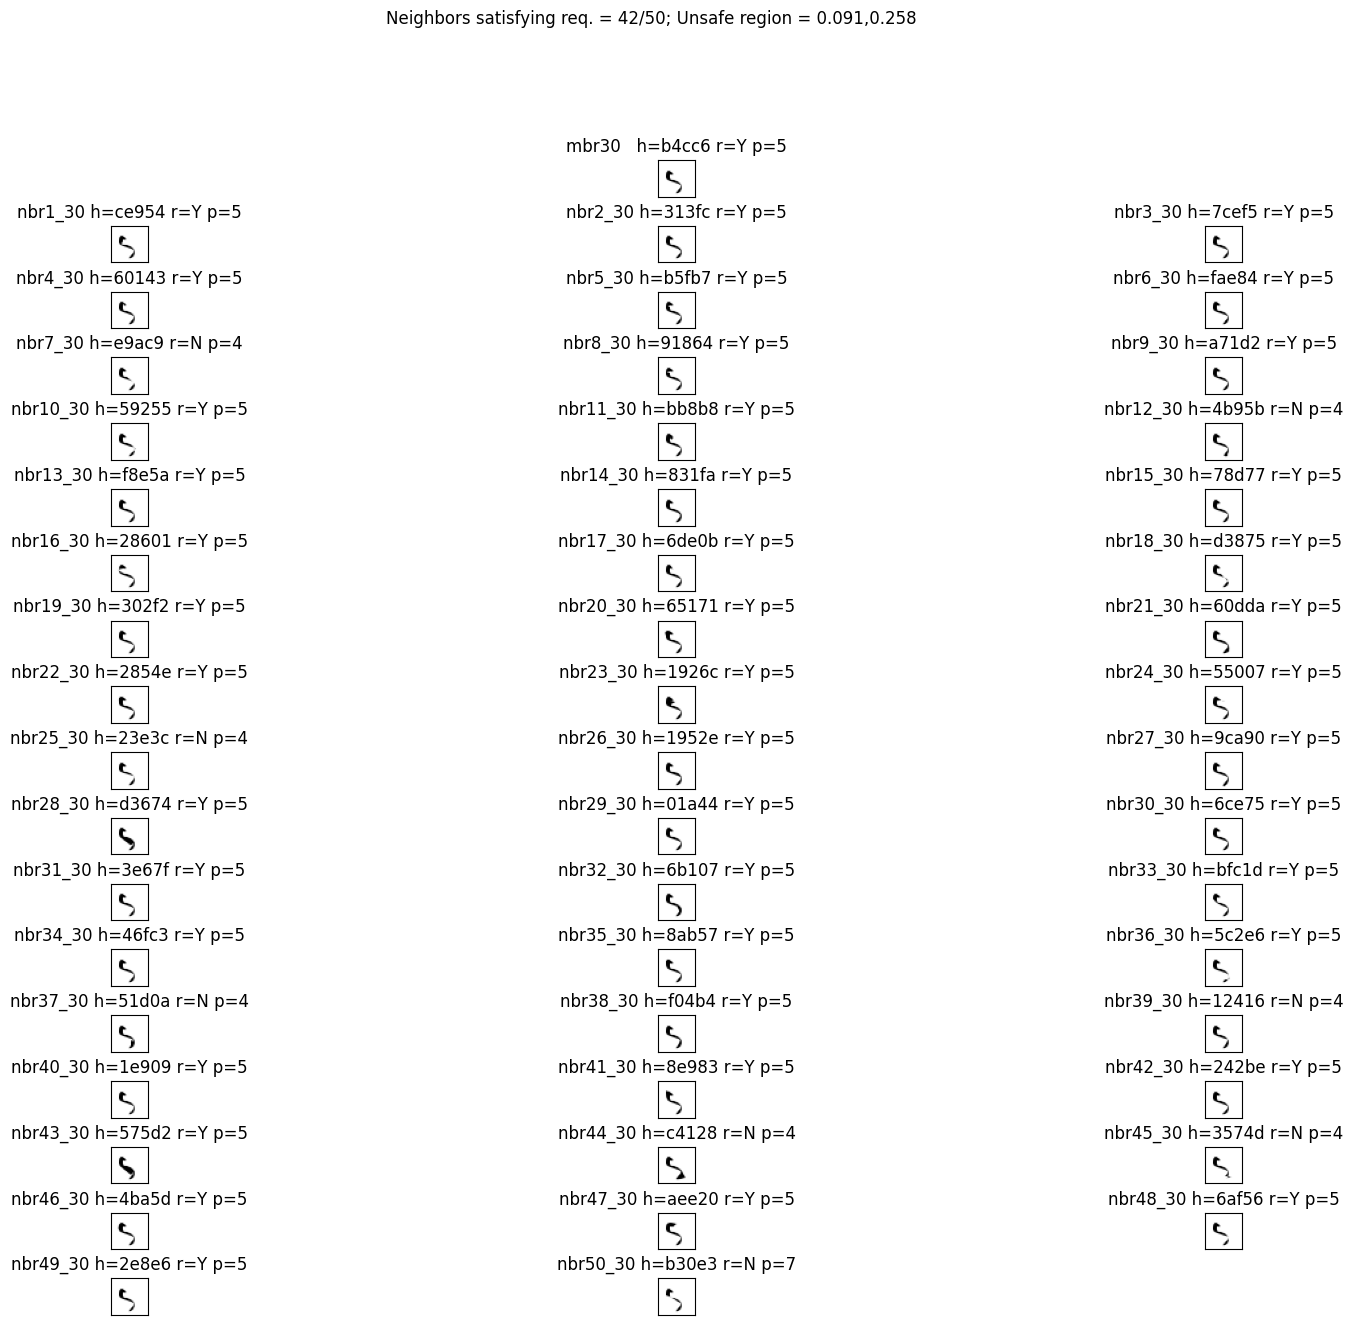 Neighbors satisfying req. = 42/50; Unsafe region = 0.091,0.258
mbr30   h=b4cc6 r=Y p=5
nbr1_30 h=ce954 r=Y p=5 nbr2_30 h=313fc r=Y p=5 nbr3_30 h=7cef5 r=Y p=5
nbr4_30 h=60143 r=Y p=5 nbr5_30 h=b5fb7 r=Y p=5 nbr6_30 h=fae84 r=Y p=5
nbr7_30 h=e9ac9 r=N p=4 nbr8_30 h=91864 r=Y p=5 nbr9_30 h=a71d2 r=Y p=5
nbr10_30 h=59255 r=Y p=5 nbr11_30 h=bb8b8 r=Y p=5 nbr12_30 h=4b95b r=N p=4
nbr13_30 h=f8e5a r=Y p=5 nbr14_30 h=831fa r=Y p=5 nbr15_30 h=78d77 r=Y p=5
nbr16_30 h=28601 r=Y p=5 nbr17_30 h=6de0b r=Y p=5 nbr18_30 h=d3875 r=Y p=5
nbr19_30 h=302f2 r=Y p=5 nbr20_30 h=65171 r=Y p=5 nbr21_30 h=60dda r=Y p=5
nbr22_30 h=2854e r=Y p=5 nbr23_30 h=1926c r=Y p=5 nbr24_30 h=55007 r=Y p=5
nbr25_30 h=23e3c r=N p=4 nbr26_30 h=1952e r=Y p=5 nbr27_30 h=9ca90 r=Y p=5
nbr28_30 h=d3674 r=Y p=5 nbr29_30 h=01a44 r=Y p=5 nbr30_30 h=6ce75 r=Y p=5
nbr31_30 h=3e67f r=Y p=5 nbr32_30 h=6b107 r=Y p=5 nbr33_30 h=bfc1d r=Y p=5
nbr34_30 h=46fc3 r=Y p=5 nbr35_30 h=8ab57 r=Y p=5 nbr36_30 h=5c2e6 r=Y p=5
nbr37_30 h=51d0a r=N p=4 nbr38_30 h=f04b4 r=Y p=5 nbr39_30 h=12416 r=N p=4
nbr40_30 h=1e909 r=Y p=5 nbr41_30 h=8e983 r=Y p=5 nbr42_30 h=242be r=Y p=5
nbr43_30 h=575d2 r=Y p=5 nbr44_30 h=c4128 r=N p=4 nbr45_30 h=3574d r=N p=4
nbr46_30 h=4ba5d r=Y p=5 nbr47_30 h=aee20 r=Y p=5 nbr48_30 h=6af56 r=Y p=5
nbr49_30 h=2e8e6 r=Y p=5 nbr50_30 h=b30e3 r=N p=7